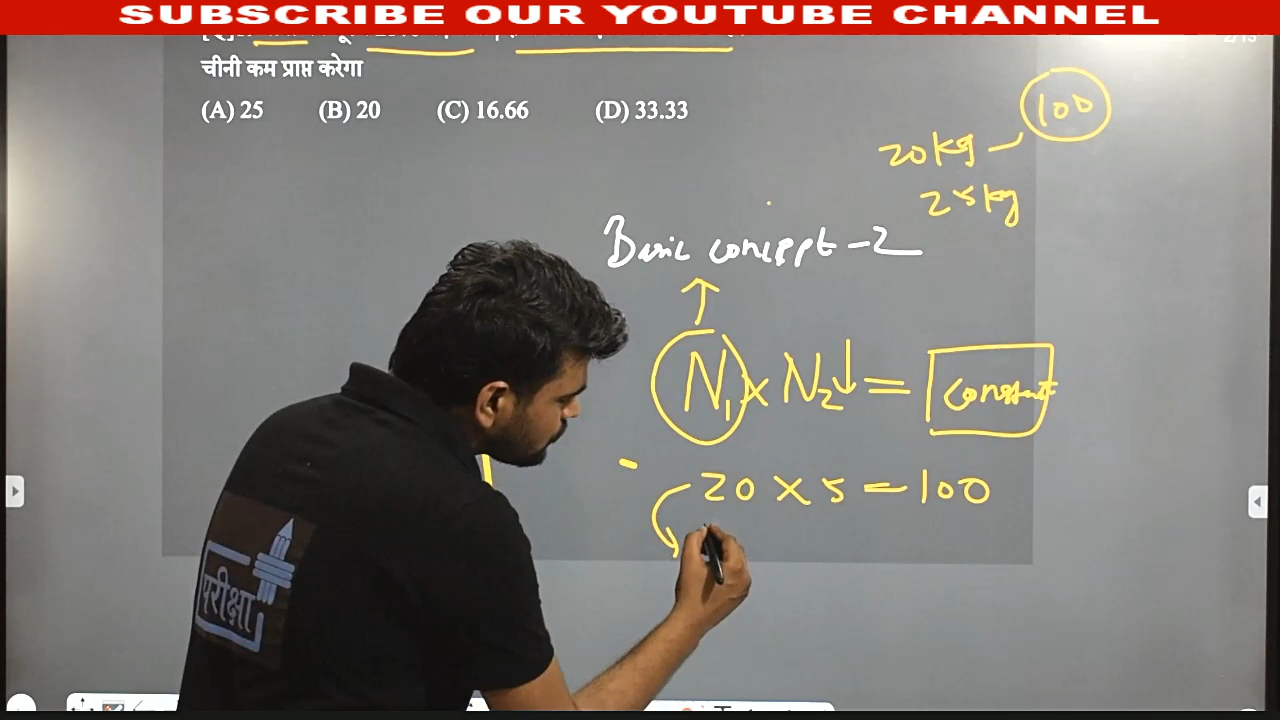 SUBSCRIBE OUR YOUTUBE CHANNEL
चीनी कम प्राप्त करेगा
(A) 25 (B) 20 (C) 16.66 (D) 33.33
100
20kg
25kg
Basic concept-2
N₁ × N₂ ↓ = constant
20 × 5 = 100
परीक्षा